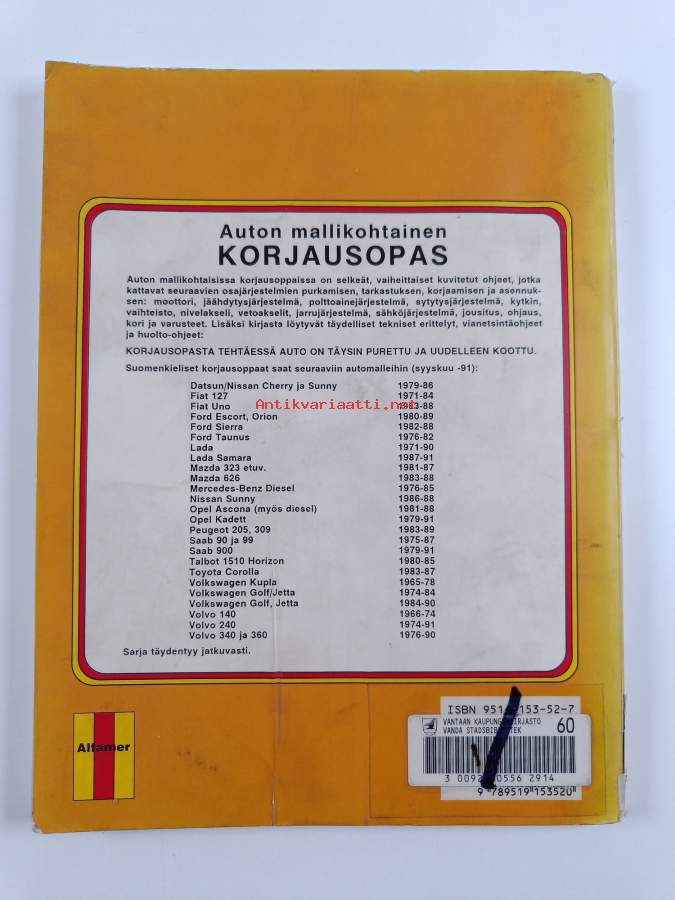 Auton mallikohtainen
KORJAUSOPAS
Auton mallikohtaisissa korjausoppaissa on selkeät, vaiheittaiset kuvitetut ohjeet, jotka
kattavat seuraavien osajärjestelmien purkamisen, tarkastuksen, korjaamisen ja asennuk-
sen: moottori, jäähdytysjärjestelmä, polttoainejärjestelmä, sytytysjärjestelmä, kytkin,
vaihteisto, nivelakseli, vetoakselit, jarrujärjestelmä, sähköjärjestelmä, jousitus, ohjaus,
kori ja varusteet. Lisäksi kirjasta löytyvät täydelliset tekniset erittelyt, vianetsintäohjeet
ja huolto-ohjeet:
KORJAUSOPASTA TEHTÄESSÄ AUTO ON TÄYSIN PURETTU JA UUDELLEEN KOOTTU.
Suomenkieliset korjausoppaat saat seuraaviin automalleihin (syyskuu -91):
Datsun/Nissan Cherry ja Sunny 1979-86
Fiat 127 1971-84
Fiat Uno 1983-88
Antikvariaatti.net
Ford Escort, Orion 1980-89
Ford Sierra 1982-88
Ford Taunus 1976-82
Lada 1971-90
Lada Samara 1987-91
Mazda 323 etuv. 1981-87
Mazda 626 1983-88
Mercedes-Benz Diesel 1976-85
Nissan Sunny 1986-88
Opel Ascona (myös diesel) 1981-88
Opel Kadett 1979-91
Peugeot 205, 309 1983-89
Saab 90 ja 99 1975-87
Saab 900 1979-91
Talbot 1510 Horizon 1980-85
Toyota Corolla 1983-87
Volkswagen Kupla 1965-78
Volkswagen Golf/Jetta 1974-84
Volkswagen Golf, Jetta 1984-90
Volvo 140 1966-74
Volvo 240 1974-91
Volvo 340 ja 360 1976-90
Sarja täydentyy jatkuvasti.
Alfamer
ISBN 153-52-7
VANTAAN 60
VANDA
2914
9 789519 153520